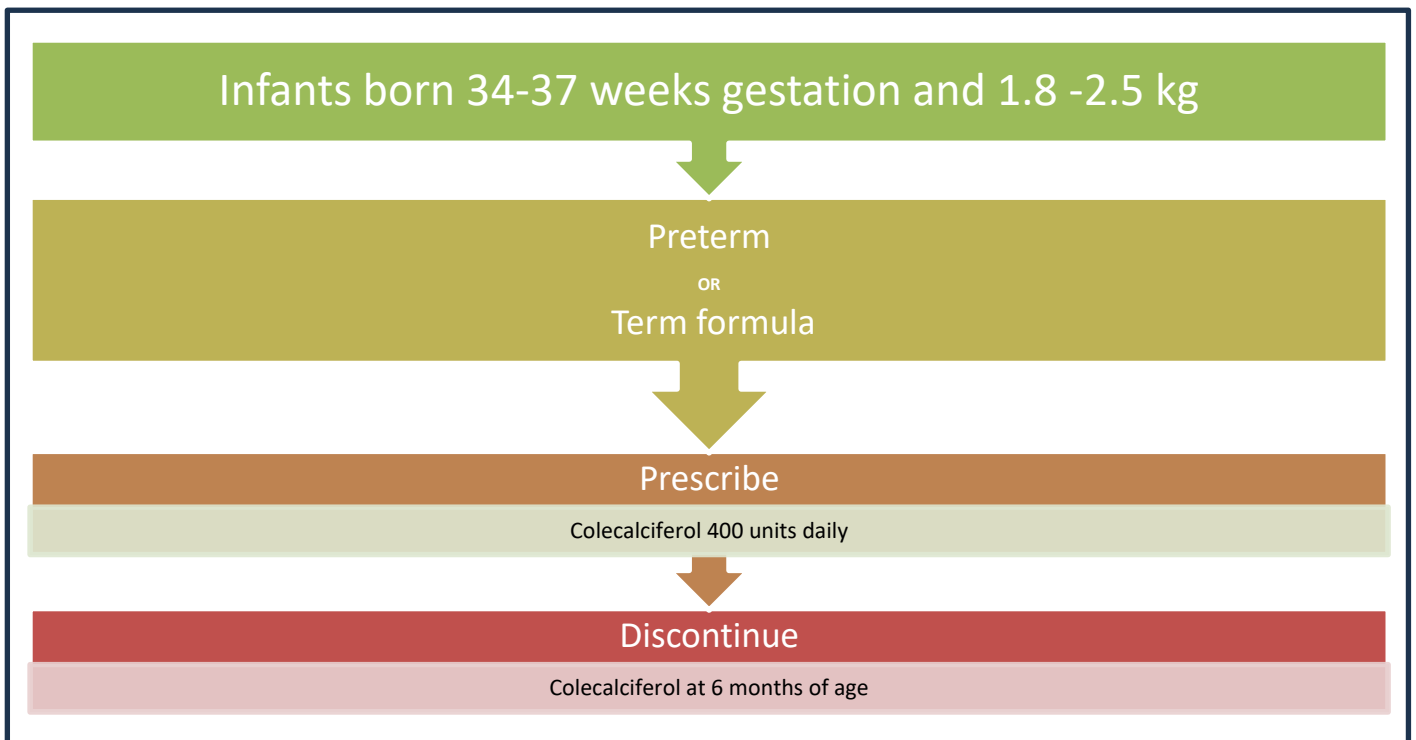 Infants born 34-37 weeks gestation and 1.8 -2.5 kg
Preterm
OR
Term formula
Prescribe
Colecalciferol 400 units daily
Discontinue
Colecalciferol at 6 months of age